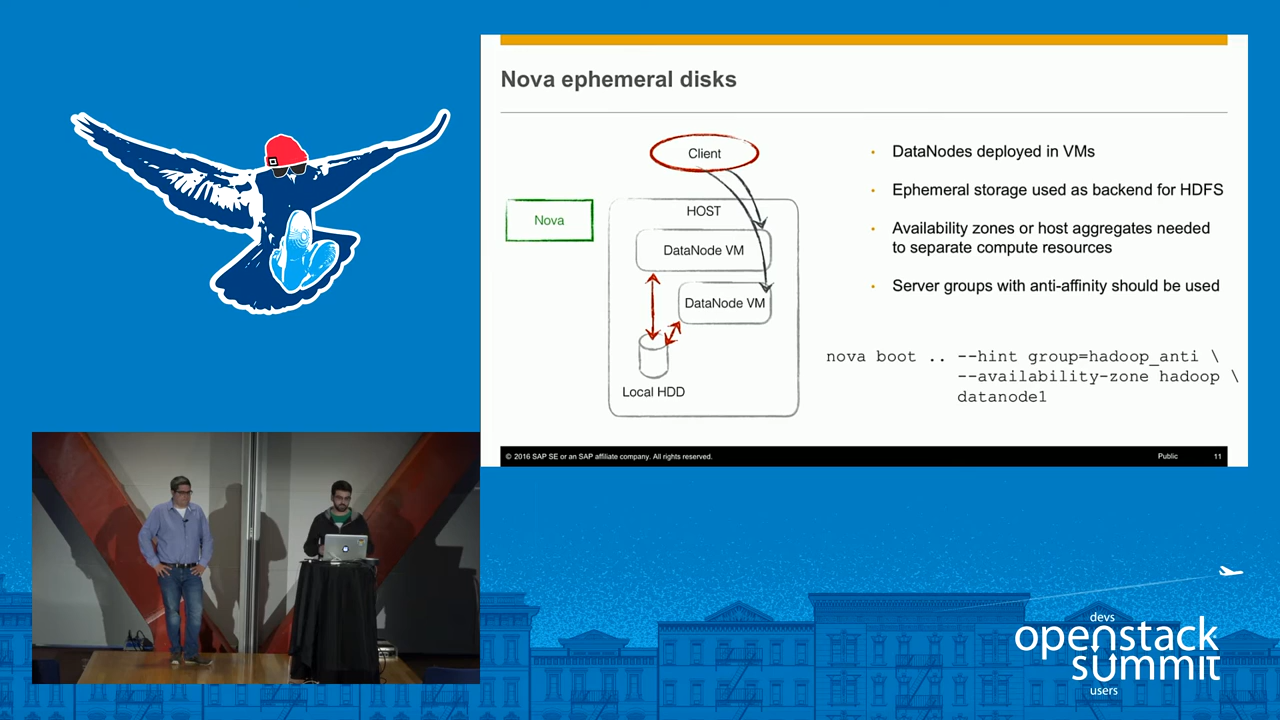 Nova ephemeral disks
Client
Nova
HOST
DataNode VM
DataNode VM
Local HDD
· DataNodes deployed in VMs
· Ephemeral storage used as backend for HDFS
· Availability zones or host aggregates needed
to separate compute resources
· Server groups with anti-affinity should be used
nova boot .. --hint group=hadoop_anti \
--availability-zone hadoop \
datanode1
© 2016 SAP SE or an SAP affiliate company. All rights reserved.
Public
11
devs
openstack
summit
users